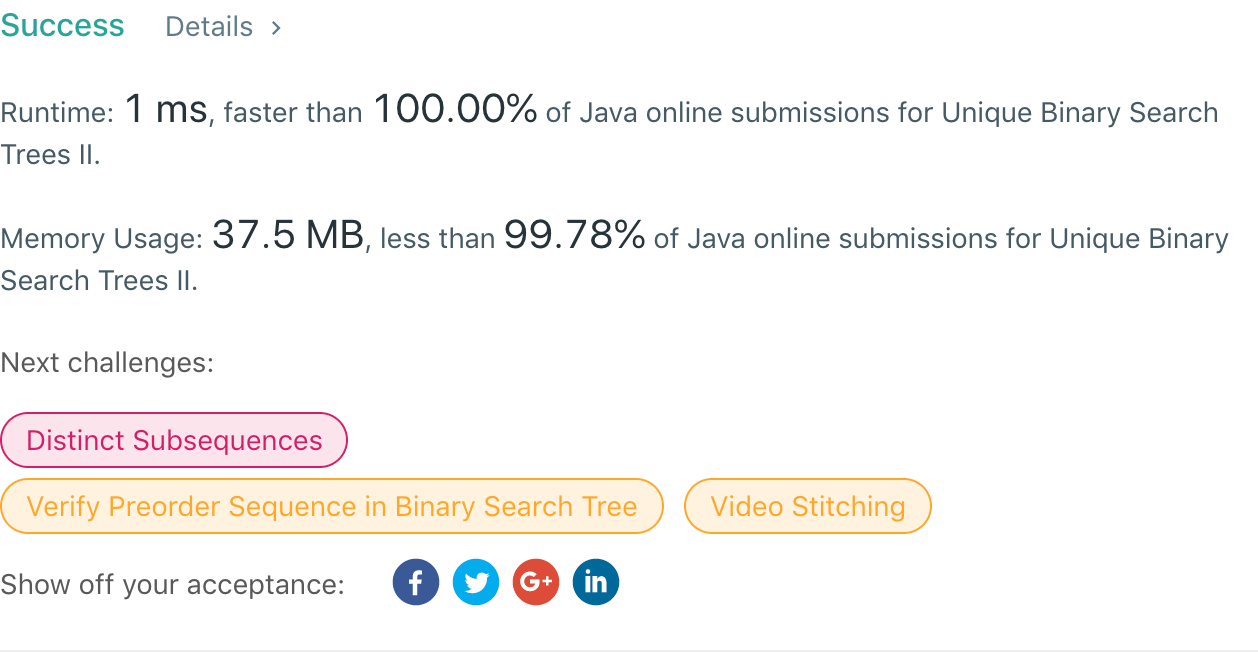 Success Details >
Runtime: 1 ms, faster than 100.00% of Java online submissions for Unique Binary Search
Trees II.
Memory Usage: 37.5 MB, less than 99.78% of Java online submissions for Unique Binary
Search Trees II.
Next challenges:
Distinct Subsequences
Verify Preorder Sequence in Binary Search Tree Video Stitching
Show off your acceptance: f G+ in